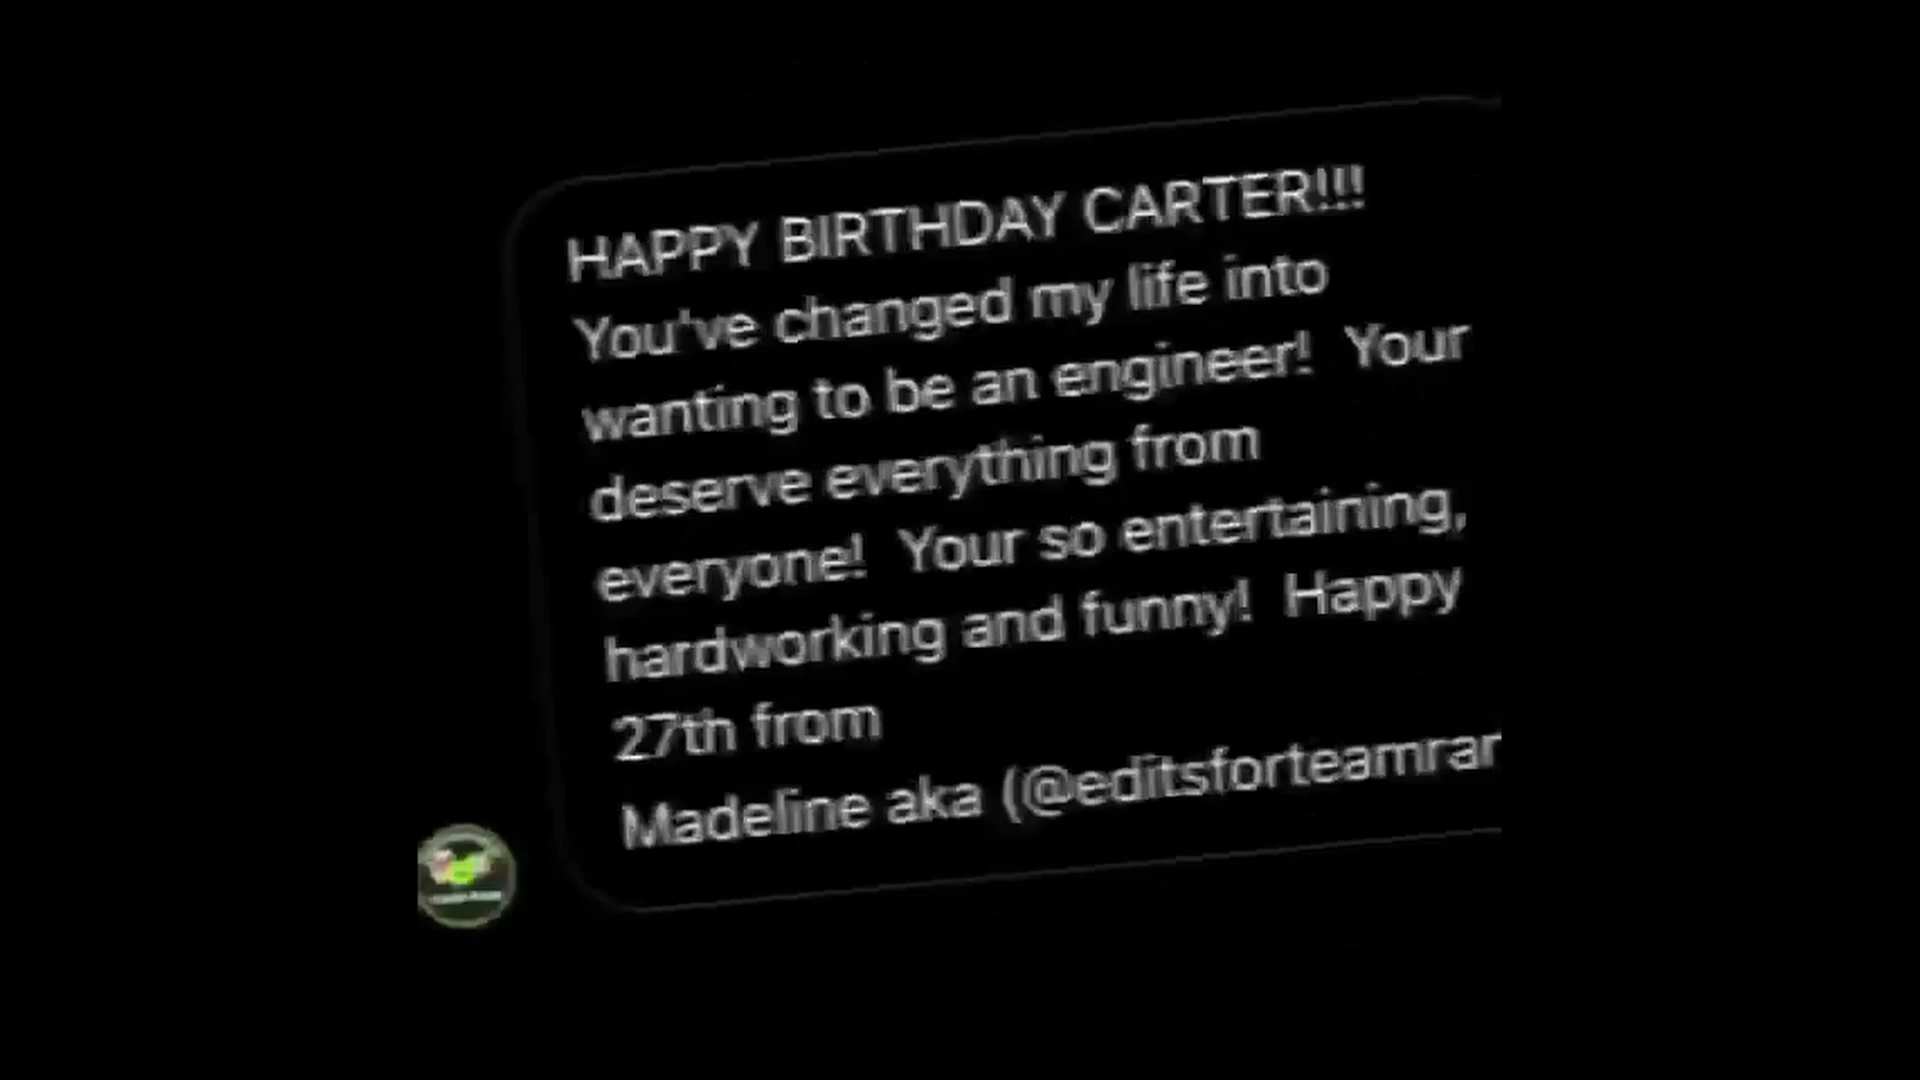 HAPPY BIRTHDAY CARTER!!!
You've changed my life into
wanting to be an engineer!  Your
deserve everything from
everyone!  Your so entertaining,
hardworking and funny!  Happy
27th from
Madeline aka